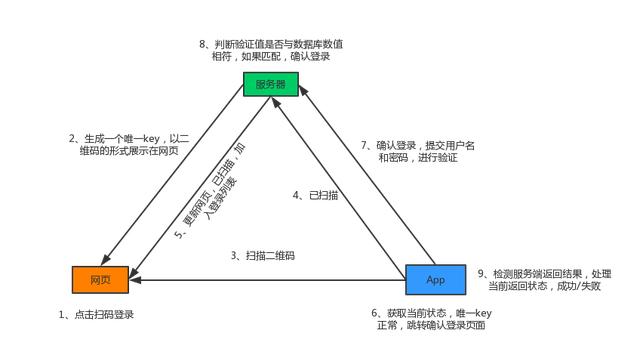 8、判断验证值是否与数据库数值
相符，如果匹配，确认登录
服务器
2、生成一个唯一key，以二
维码的形式展示在网页
7、确认登录，提交用户名
和密码，进行验证
5、更新网页，已扫描，加
入登录列表
4、已扫描
3、扫描二维码
网页
App
9、检测服务端返回结果，处理
当前返回状态，成功/失败
1、点击扫码登录
6、获取当前状态，唯一key
正常，跳转确认登录页面